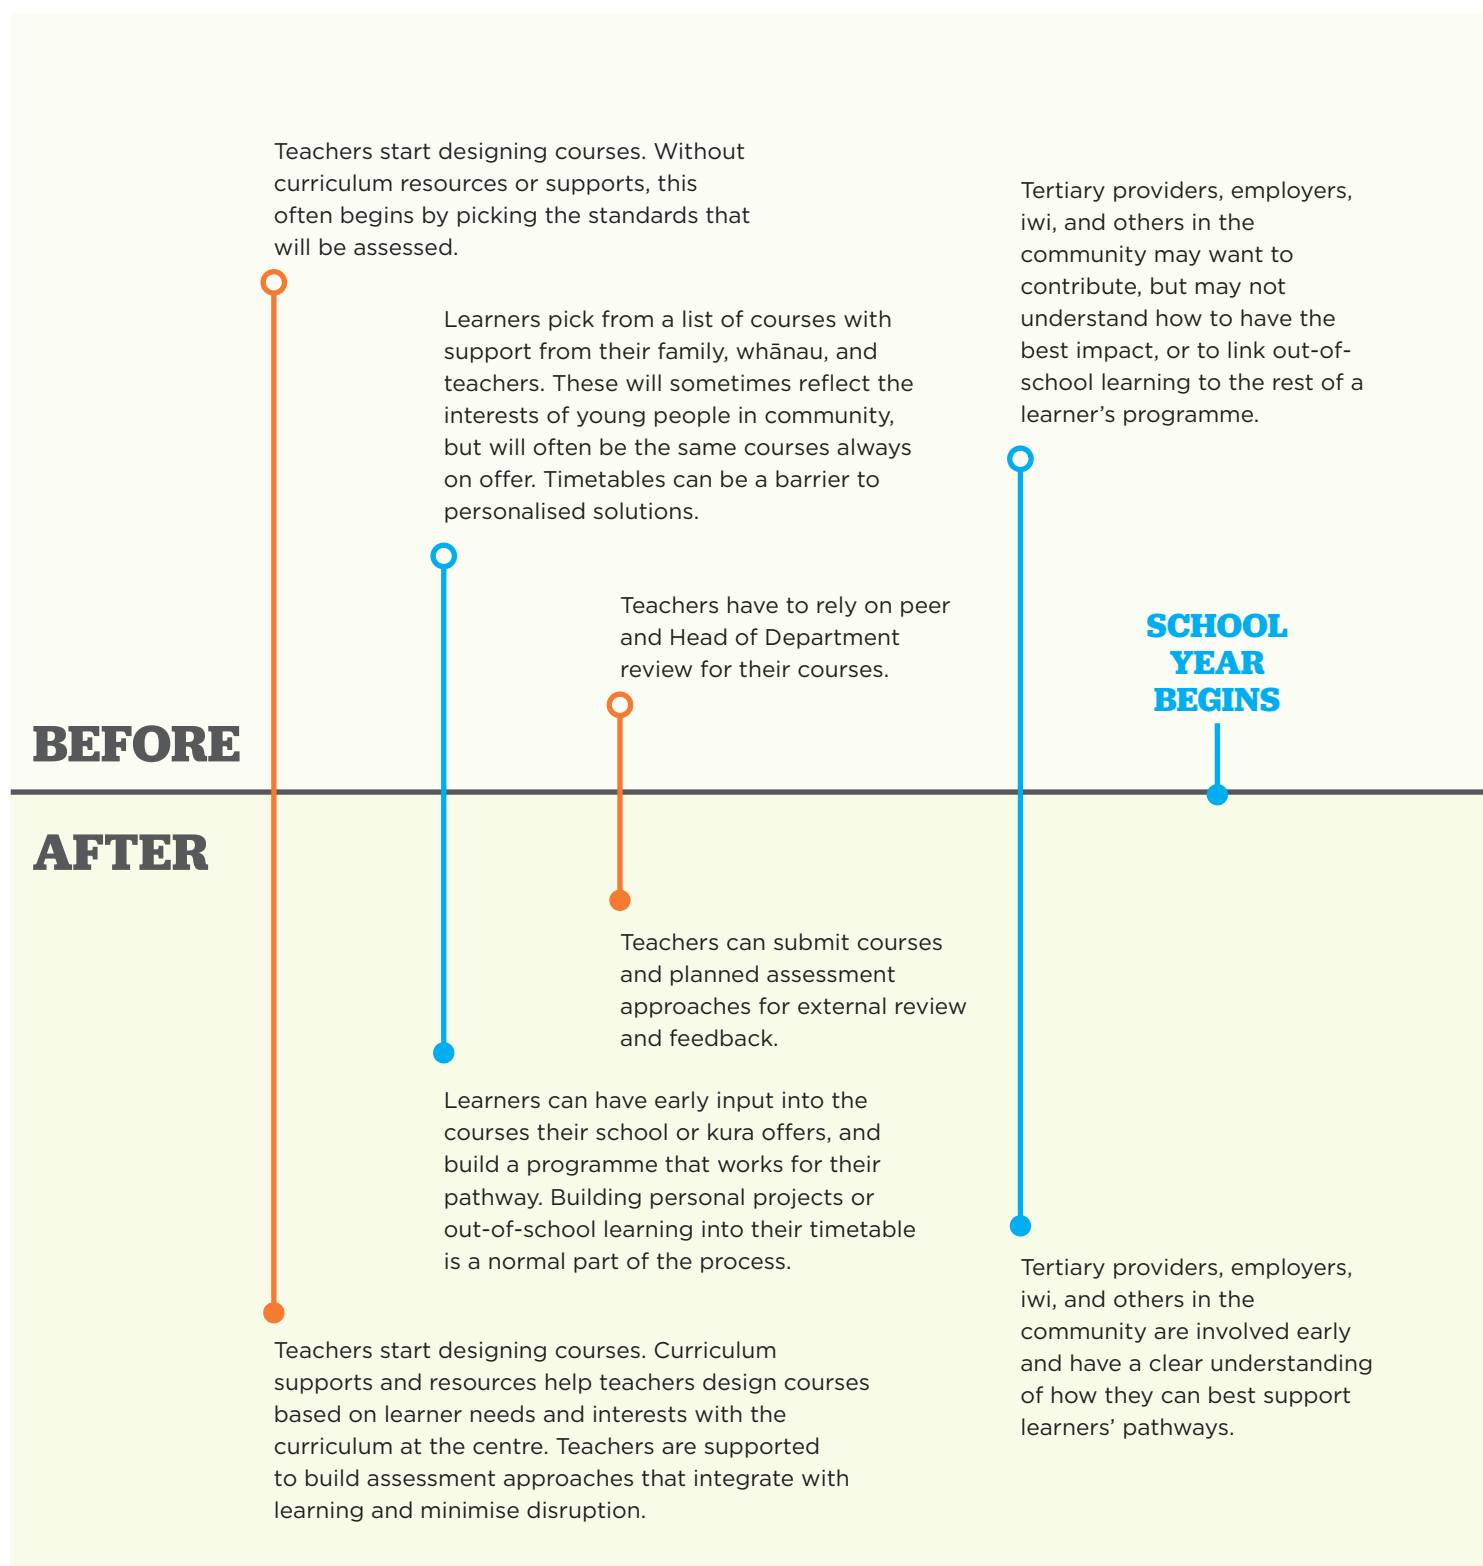 Teachers start designing courses. Without
curriculum resources or supports, this
often begins by picking the standards that
will be assessed.
Learners pick from a list of courses with
support from their family, whānau, and
teachers. These will sometimes reflect the
interests of young people in community,
but will often be the same courses always
on offer. Timetables can be a barrier to
personalised solutions.
Teachers have to rely on peer
and Head of Department
review for their courses.
Tertiary providers, employers,
iwi, and others in the
community may want to
contribute, but may not
understand how to have the
best impact, or to link out-of-
school learning to the rest of a
learner’s programme.
SCHOOL
YEAR
BEGINS
BEFORE
AFTER
Teachers start designing courses. Curriculum
supports and resources help teachers design courses
based on learner needs and interests with the
curriculum at the centre. Teachers are supported
to build assessment approaches that integrate with
learning and minimise disruption.
Learners can have early input into the
courses their school or kura offers, and
build a programme that works for their
pathway. Building personal projects or
out-of-school learning into their timetable
is a normal part of the process.
Teachers can submit courses
and planned assessment
approaches for external review
and feedback.
Tertiary providers, employers,
iwi, and others in the
community are involved early
and have a clear understanding
of how they can best support
learners’ pathways.